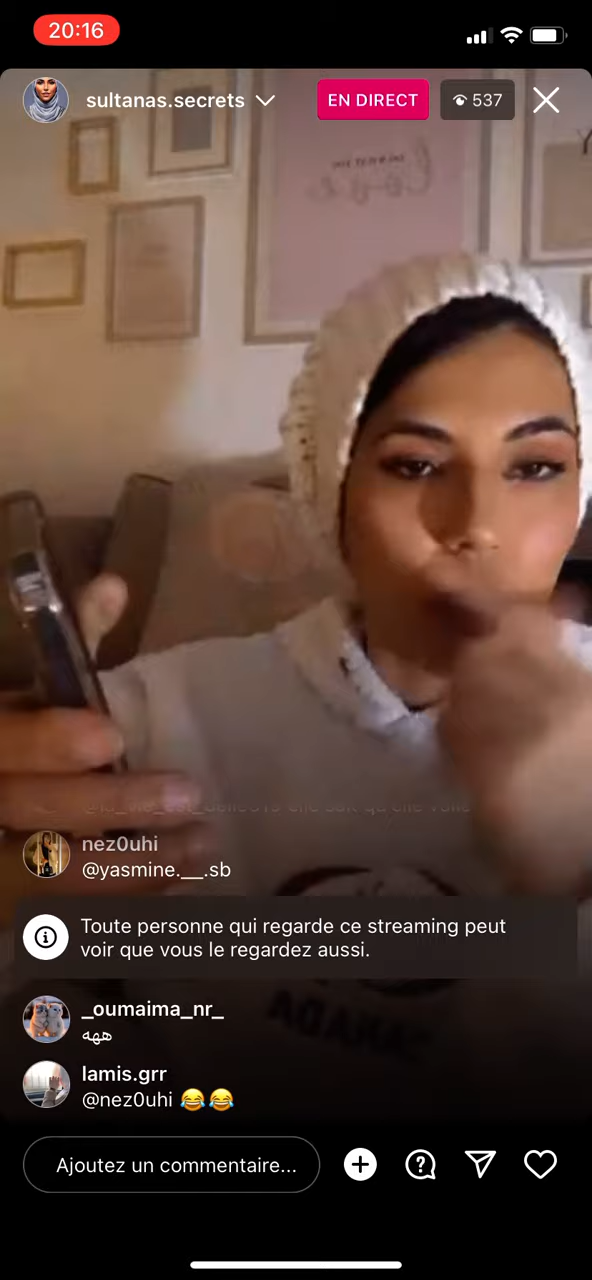 20:16
sultanas.secrets
EN DIRECT
537
nez0uhi
@yasmine.___.sb
Toute personne qui regarde ce streaming peut
voir que vous le regardez aussi.
_oumaima_nr_
ههه
lamis.grr
@nez0uhi 😂😂
Ajoutez un commentaire...